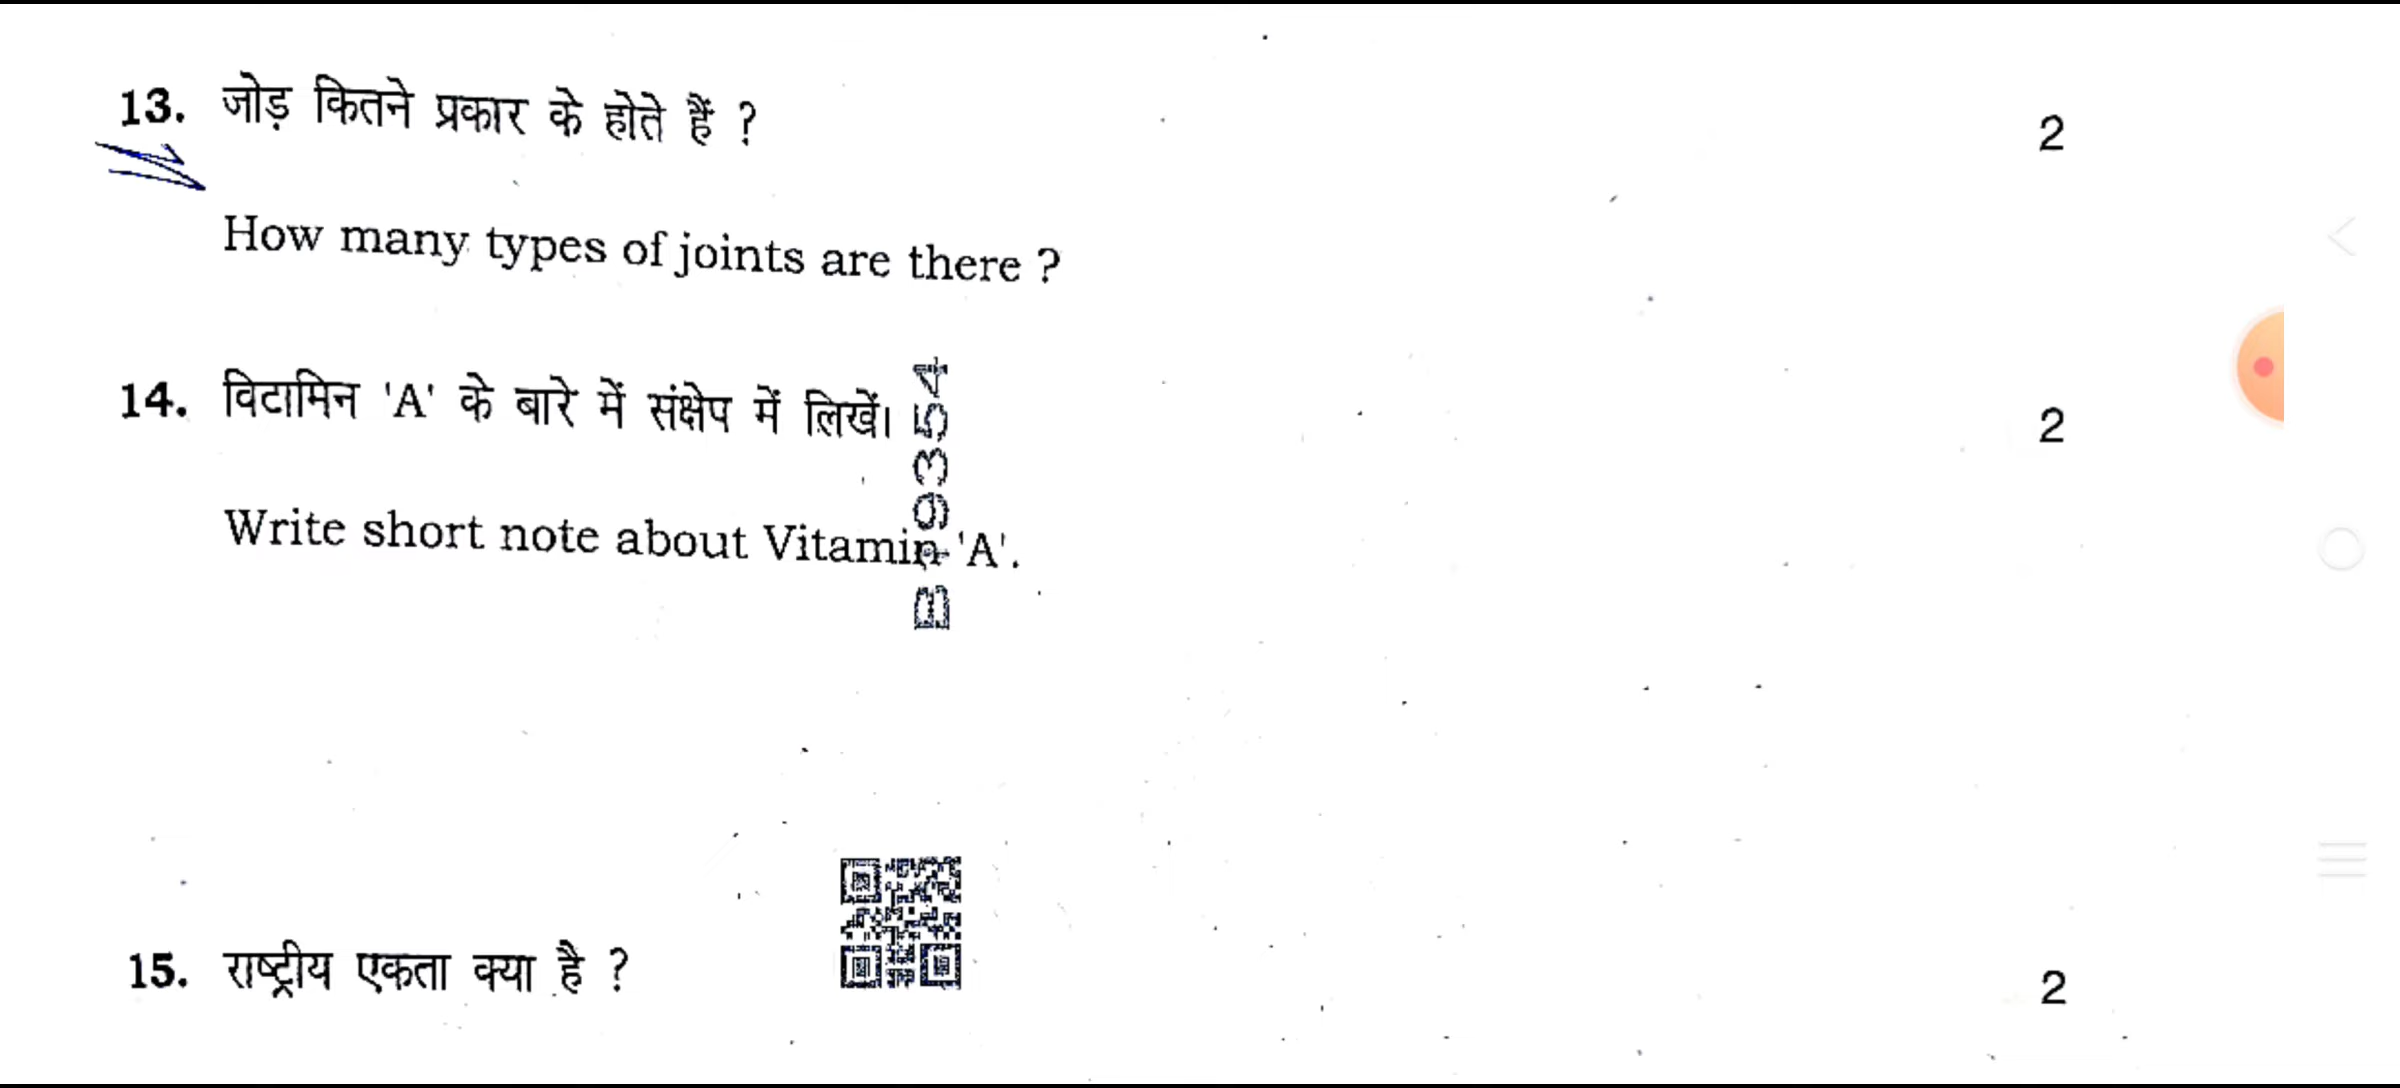 13. जोड़ कितने प्रकार के होते हैं ? 2
How many types of joints are there ?
14. विटामिन 'A' के बारे में संक्षेप में लिखें। 2
Write short note about Vitamin 'A'.
15. राष्ट्रीय एकता क्या है ? 2